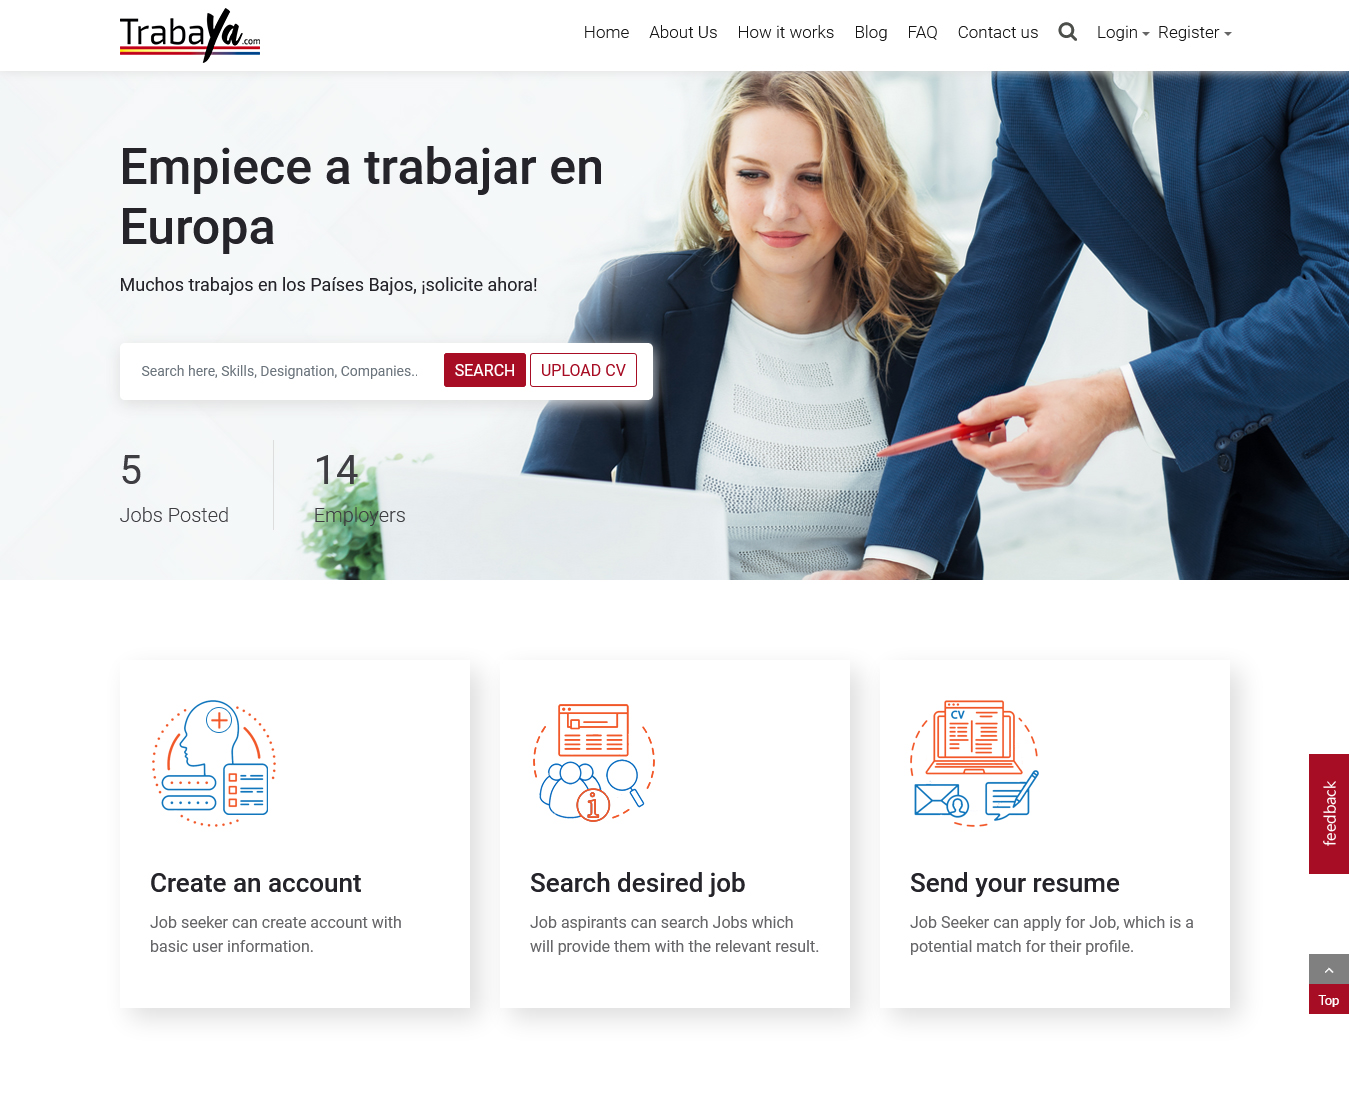 TrabaYa.com
Home About Us How it works Blog FAQ Contact us Login Register
Empiece a trabajar en
Europa
Muchos trabajos en los Países Bajos, ¡solicite ahora!
Search here, Skills, Designation, Companies..
SEARCH
UPLOAD CV
5
Jobs Posted
14
Employers
CV
Create an account
Job seeker can create account with
basic user information.
Search desired job
Job aspirants can search Jobs which
will provide them with the relevant result.
Send your resume
Job Seeker can apply for Job, which is a
potential match for their profile.
feedback
Top